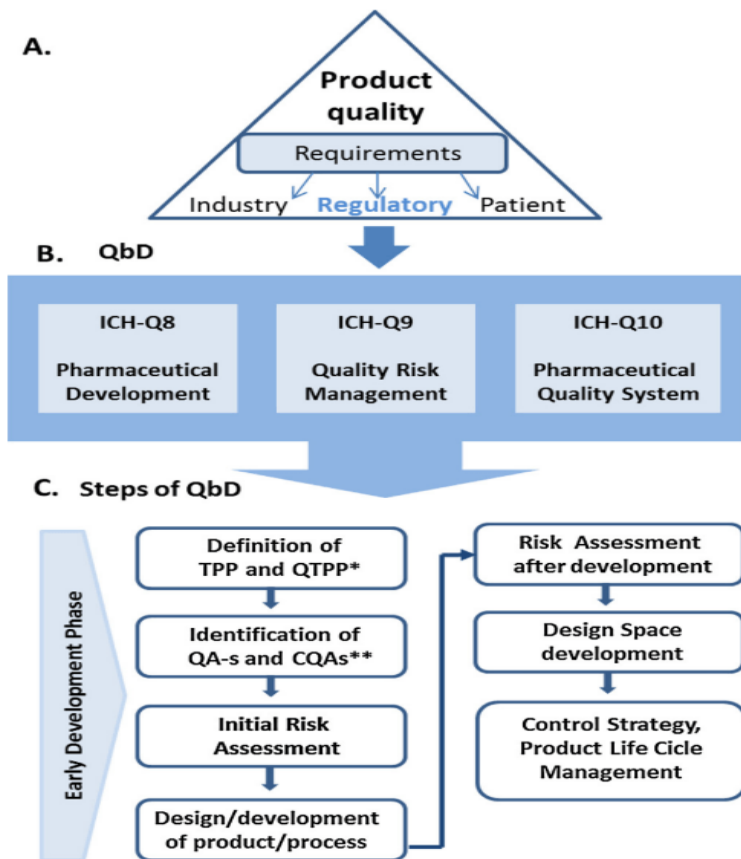 A.
Product
quality
Requirements
Industry Regulatory Patient
B. QbD
ICH-Q8
Pharmaceutical
Development
ICH-Q9
Quality Risk
Management
ICH-Q10
Pharmaceutical
Quality System
C. Steps of QbD
Early Development Phase
Definition of
TPP and QTPP*
Identification of
QA-s and CQAs**
Initial Risk
Assessment
Design/development
of product/process
Risk Assessment
after development
Design Space
development
Control Strategy,
Product Life Cicle
Management